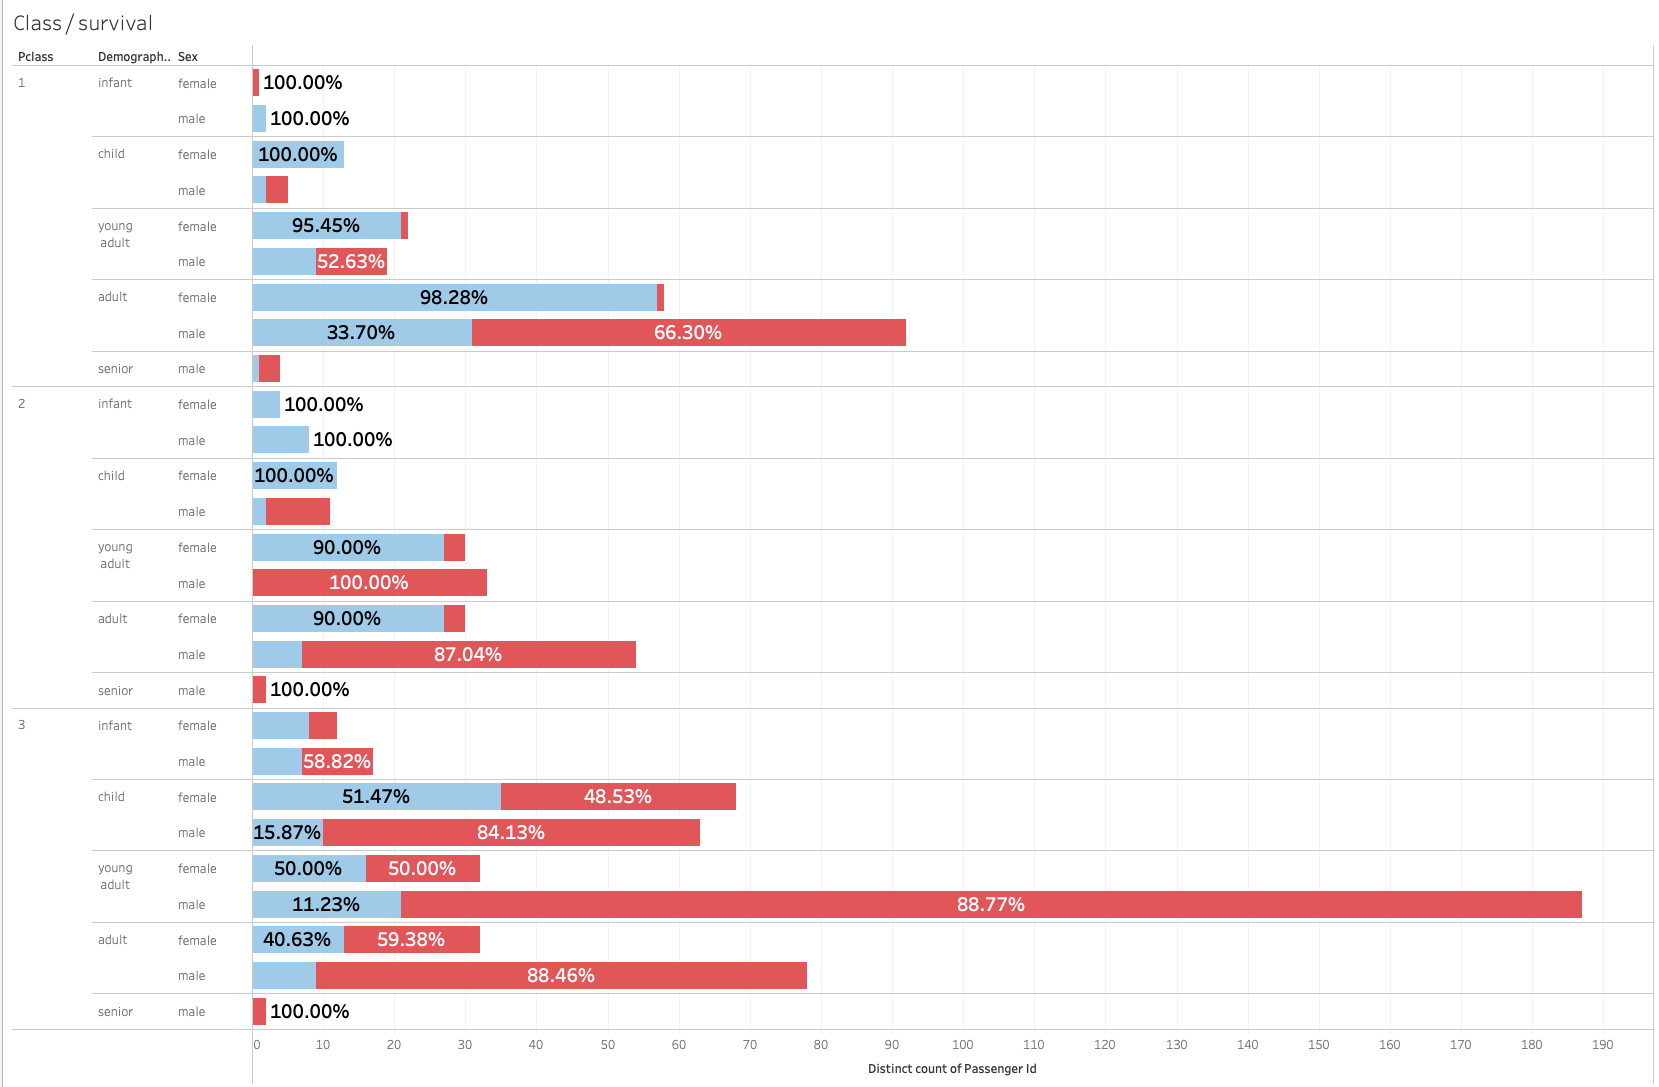 Class / survival
Pclass Demograph.. Sex
1 infant female 100.00%
male 100.00%
child female 100.00%
male
young adult female 95.45%
male 52.63%
adult female 98.28%
male 33.70% 66.30%
senior male
2 infant female 100.00%
male 100.00%
child female 100.00%
male
young adult female 90.00%
male 100.00%
adult female 90.00%
male 87.04%
senior male 100.00%
3 infant female
male 58.82%
child female 51.47% 48.53%
male 15.87% 84.13%
young adult female 50.00% 50.00%
male 11.23% 88.77%
adult female 40.63% 59.38%
male 88.46%
senior male 100.00%
0 10 20 30 40 50 60 70 80 90 100 110 120 130 140 150 160 170 180 190
Distinct count of Passenger Id